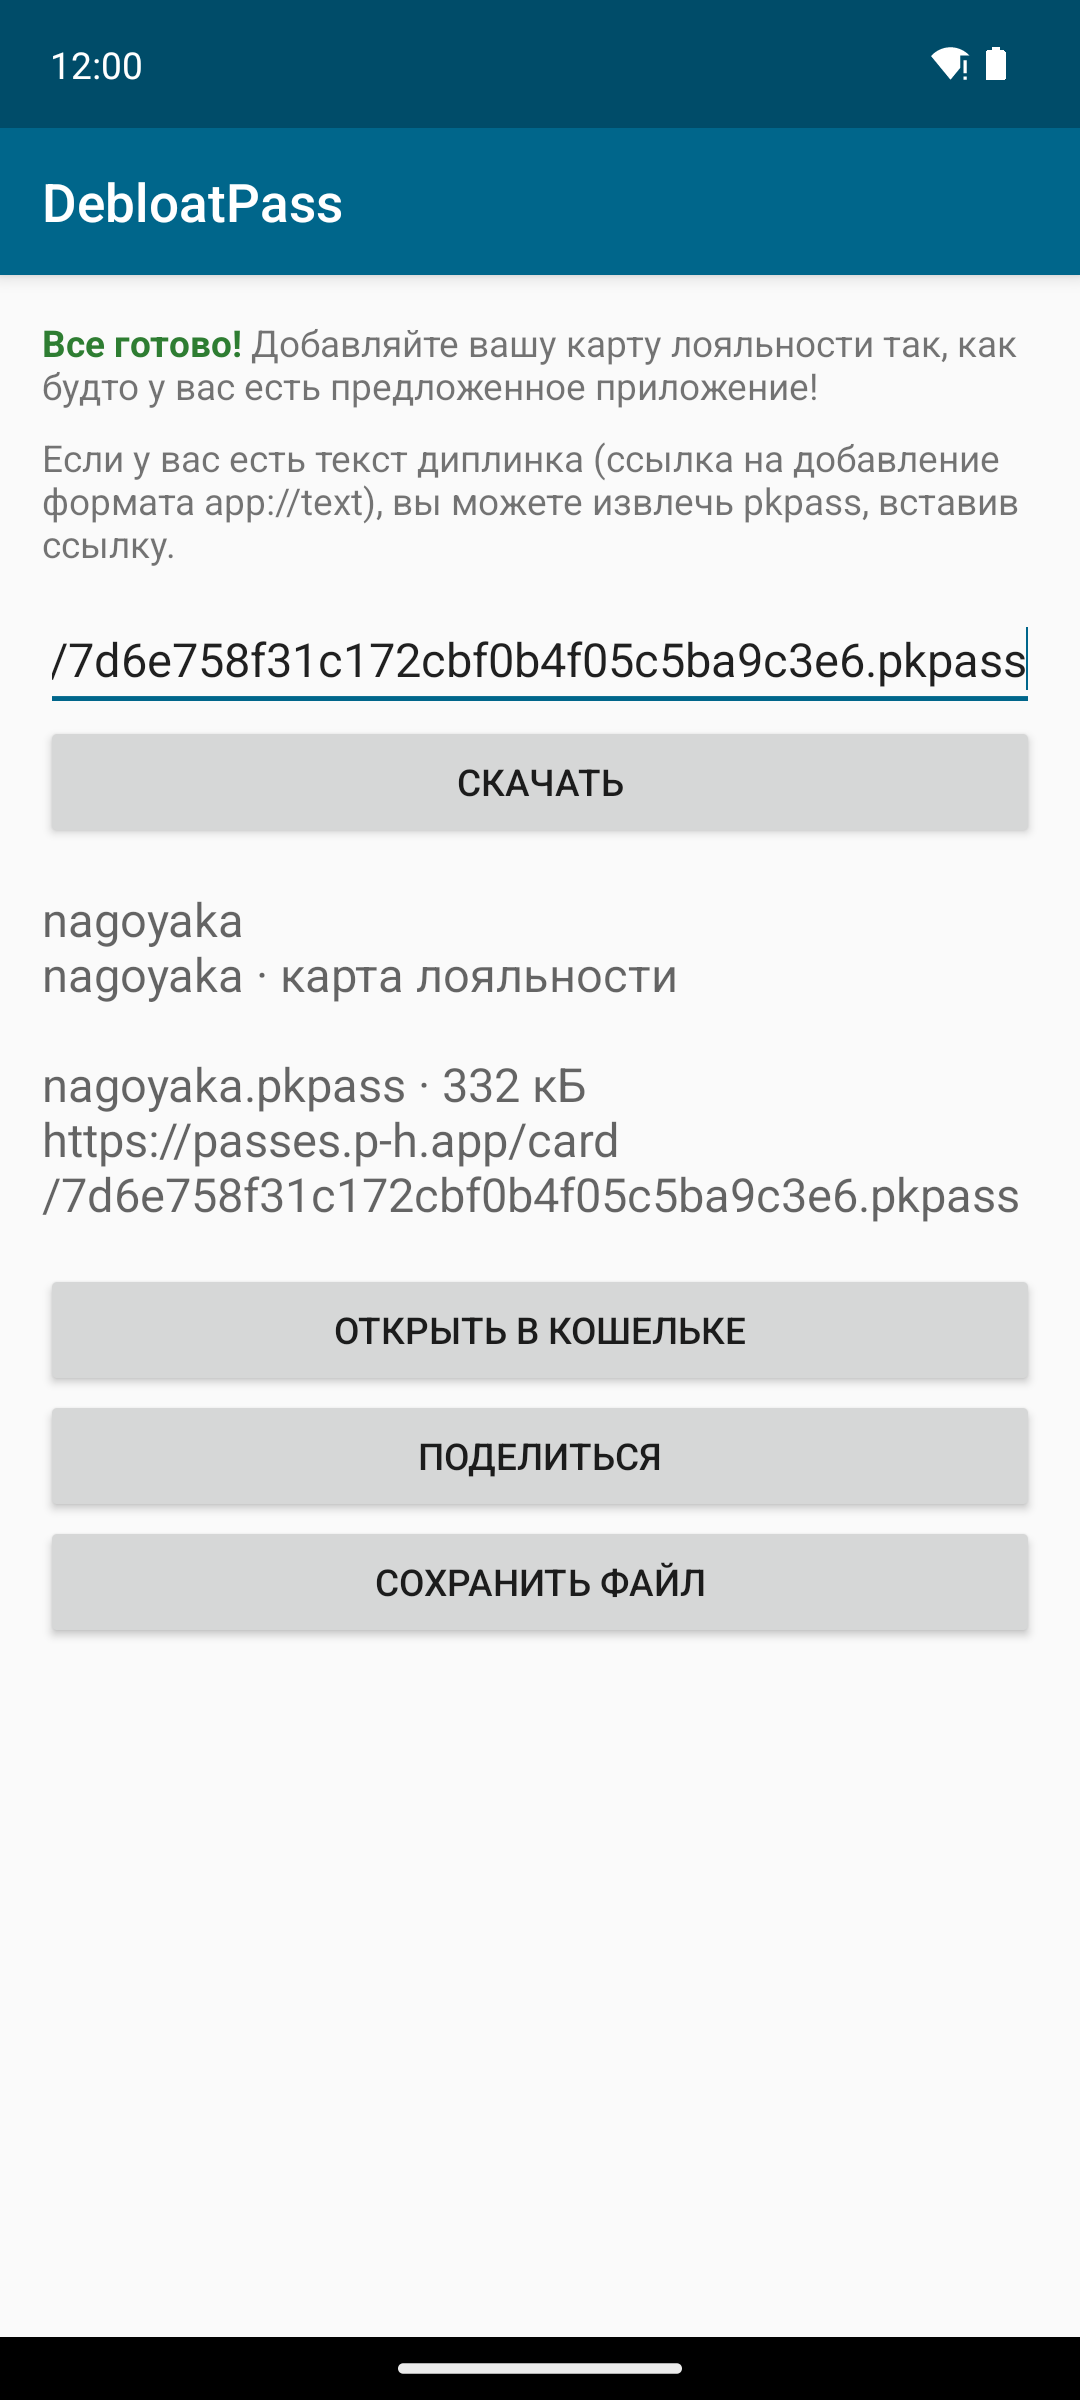 12:00
DebloatPass
Все готово! Добавляйте вашу карту лояльности так, как
будто у вас есть предложенное приложение!
Если у вас есть текст диплинка (ссылка на добавление
формата app://text), вы можете извлечь pkpass, вставив
ссылку.
/7d6e758f31c172cbf0b4f05c5ba9c3e6.pkpass
СКАЧАТЬ
nagoyaka
nagoyaka · карта лояльности
nagoyaka.pkpass · 332 кБ
https://passes.p-h.app/card
/7d6e758f31c172cbf0b4f05c5ba9c3e6.pkpass
ОТКРЫТЬ В КОШЕЛЬКЕ
ПОДЕЛИТЬСЯ
СОХРАНИТЬ ФАЙЛ